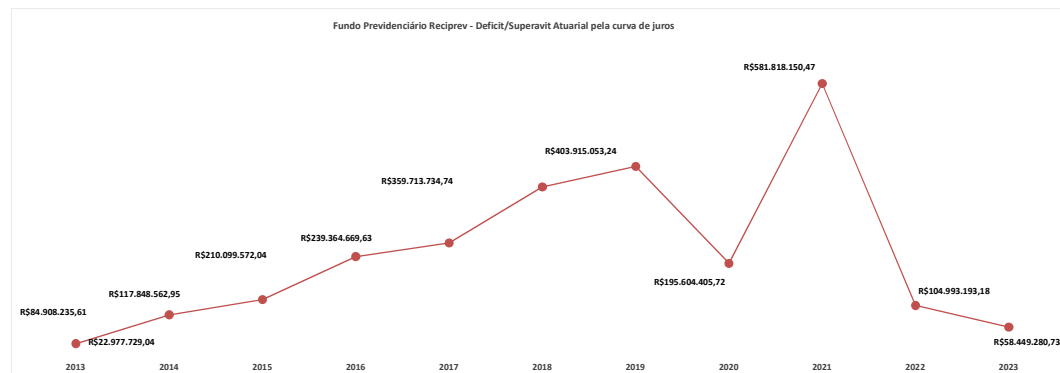 Fundo Previdenciário Reciprev - Deficit/Superavit Atuarial pela curva de juros
R$581.818.150,47
R$403.915.053,24
R$359.713.734,74
R$239.364.669,63
R$210.099.572,04
R$195.604.405,72
R$117.848.562,95
R$104.993.193,18
R$84.908.235,61
R$22.977.729,04
R$58.449.280,73
2013 2014 2015 2016 2017 2018 2019 2020 2021 2022 2023